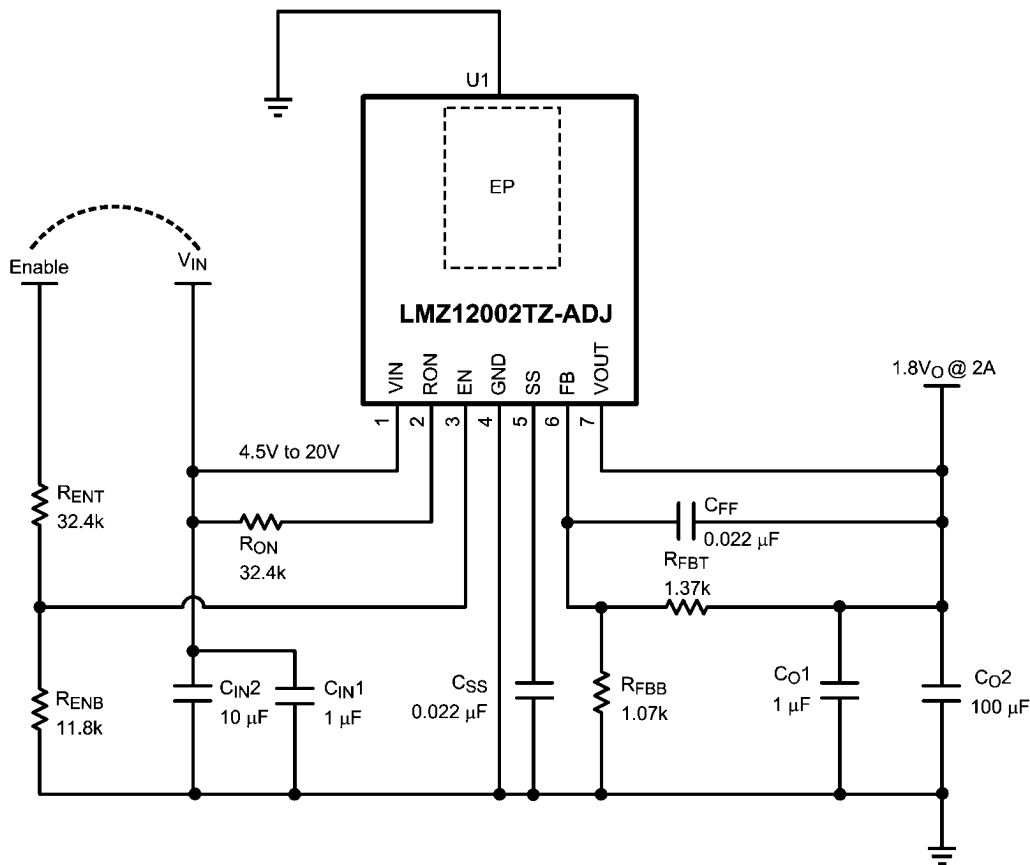 U1
EP
LMZ12002TZ-ADJ
VIN
RON
EN
GND
SS
FB
VOUT
1
2
3
4
5
6
7
Enable
VIN
1.8VO @ 2A
4.5V to 20V
RENT
32.4k
RON
32.4k
CFF
0.022 µF
RFBT
1.37k
RENB
11.8k
CIN2
10 µF
CIN1
1 µF
CSS
0.022 µF
RFBB
1.07k
CO1
1 µF
CO2
100 µF